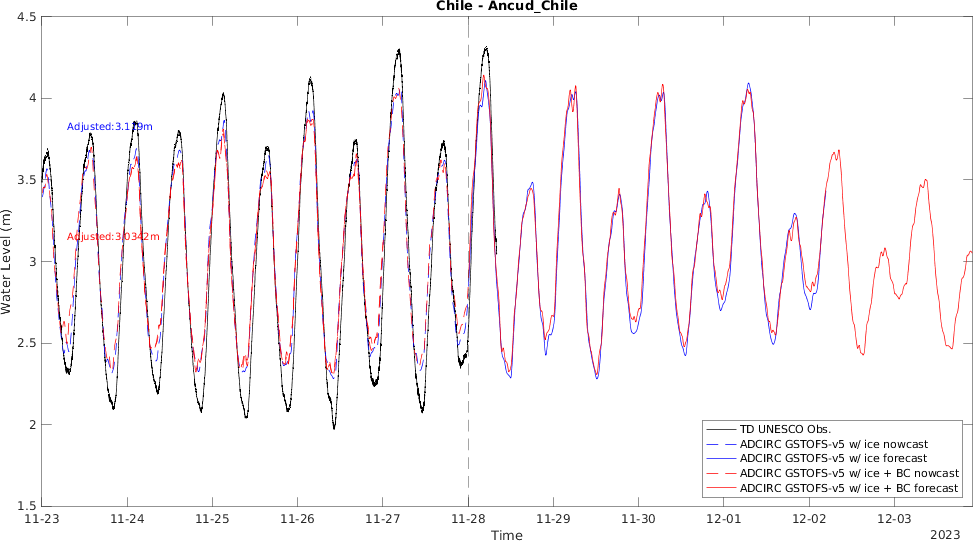 Chile - Ancud_Chile
Water Level (m)
4.5
4
3.5
3
2.5
2
1.5
Adjusted:3.0342m
TD UNESCO Obs.
ADCIRC GSTOFS-v5 w/ ice nowcast
ADCIRC GSTOFS-v5 w/ ice forecast
ADCIRC GSTOFS-v5 w/ ice + BC nowcast
ADCIRC GSTOFS-v5 w/ ice + BC forecast
11-23 11-24 11-25 11-26 11-27 11-28 11-29 11-30 12-01 12-02 12-03
Time
2023